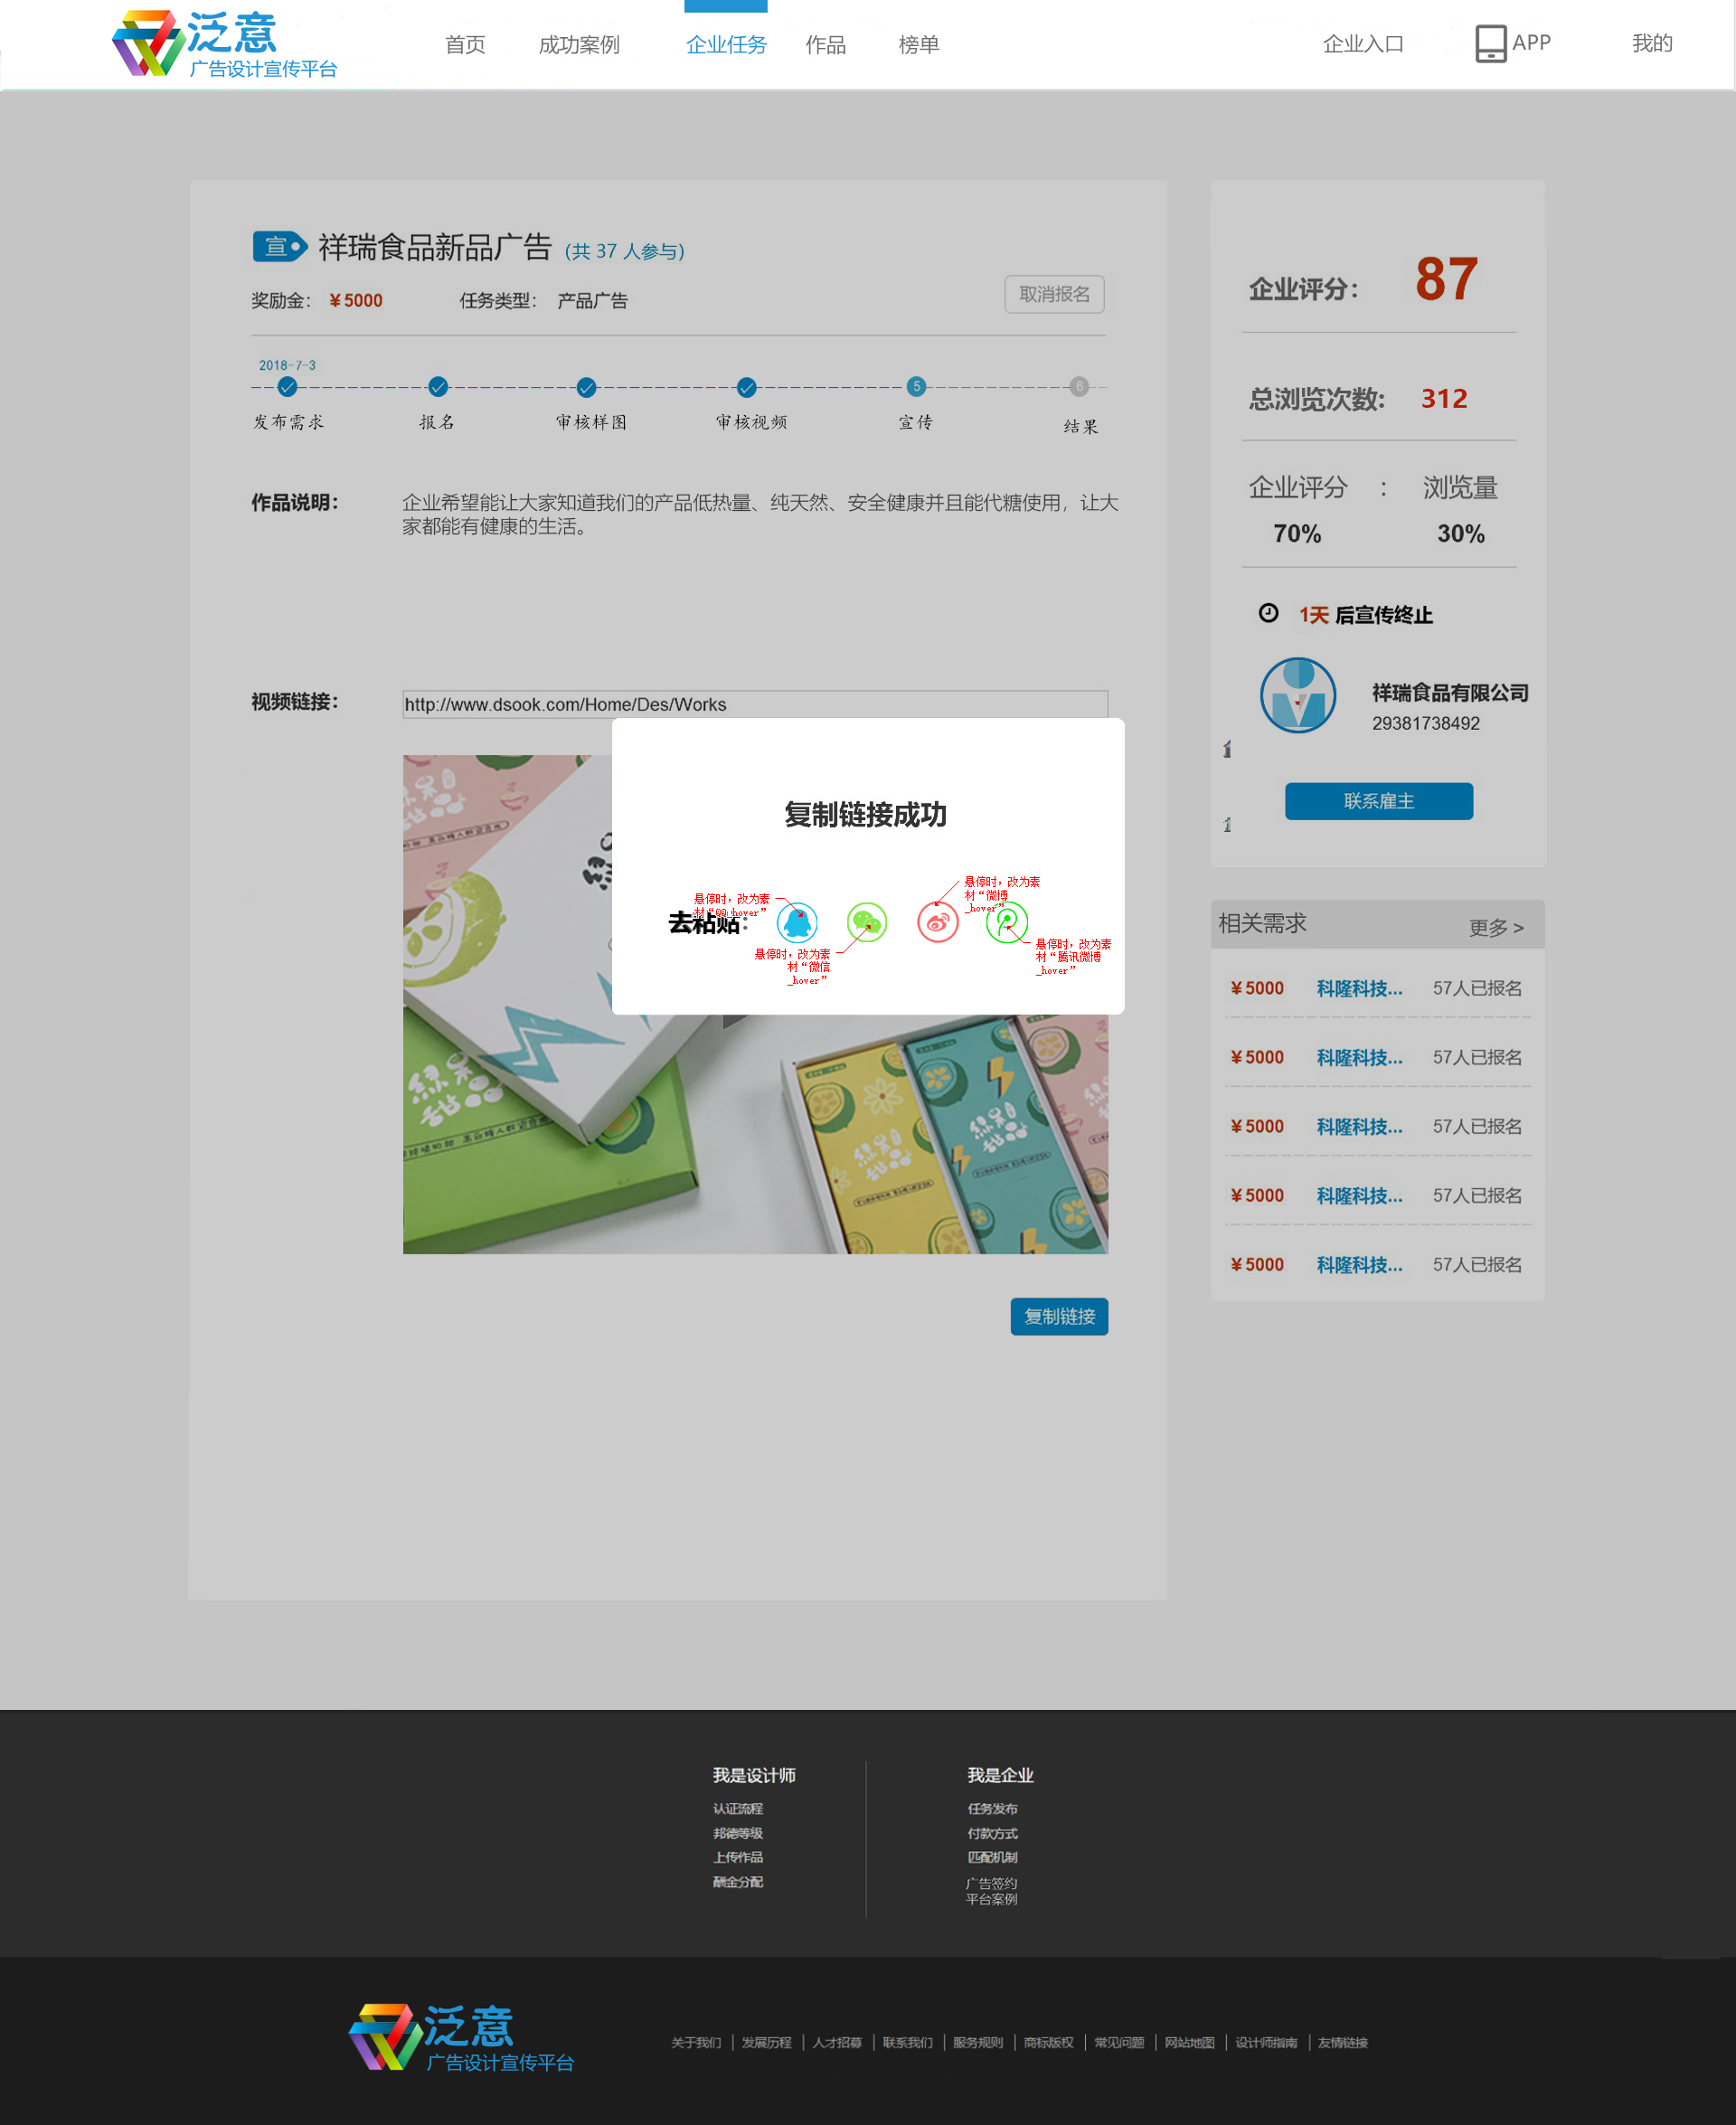 泛意
广告设计宣传平台
首页 成功案例 企业任务 作品 榜单 企业入口 APP 我的
宣 祥瑞食品新品广告 (共 37 人参与)
奖励金： ￥5000 任务类型： 产品广告 取消报名
2018-7-3
5 6
发布需求 报名 审核样图 审核视频 宣传 结果
作品说明： 企业希望能让大家知道我们的产品低热量、纯天然、安全健康并且能代糖使用，让大
家都能有健康的生活。
视频链接： http://www.dsook.com/Home/Des/Works
复制链接成功
去粘贴：
悬停时，改为素
材“QQ_hover”
悬停时，改为素
材“微信
_hover”
悬停时，改为素
材“微博
_hover”
悬停时，改为素
材“腾讯微博
_hover”
复制链接
企业评分： 87
总浏览次数： 312
企业评分 ： 浏览量
70% 30%
1天 后宣传终止
祥瑞食品有限公司
29381738492
联系雇主
相关需求 更多 >
￥5000 科隆科技... 57人已报名
￥5000 科隆科技... 57人已报名
￥5000 科隆科技... 57人已报名
￥5000 科隆科技... 57人已报名
￥5000 科隆科技... 57人已报名
我是设计师
认证流程
邦德等级
上传作品
酬金分配
我是企业
任务发布
付款方式
匹配机制
广告签约
平台案例
泛意
广告设计宣传平台
关于我们 | 发展历程 | 人才招募 | 联系我们 | 服务规则 | 商标版权 | 常见问题 | 网站地图 | 设计师指南 | 友情链接